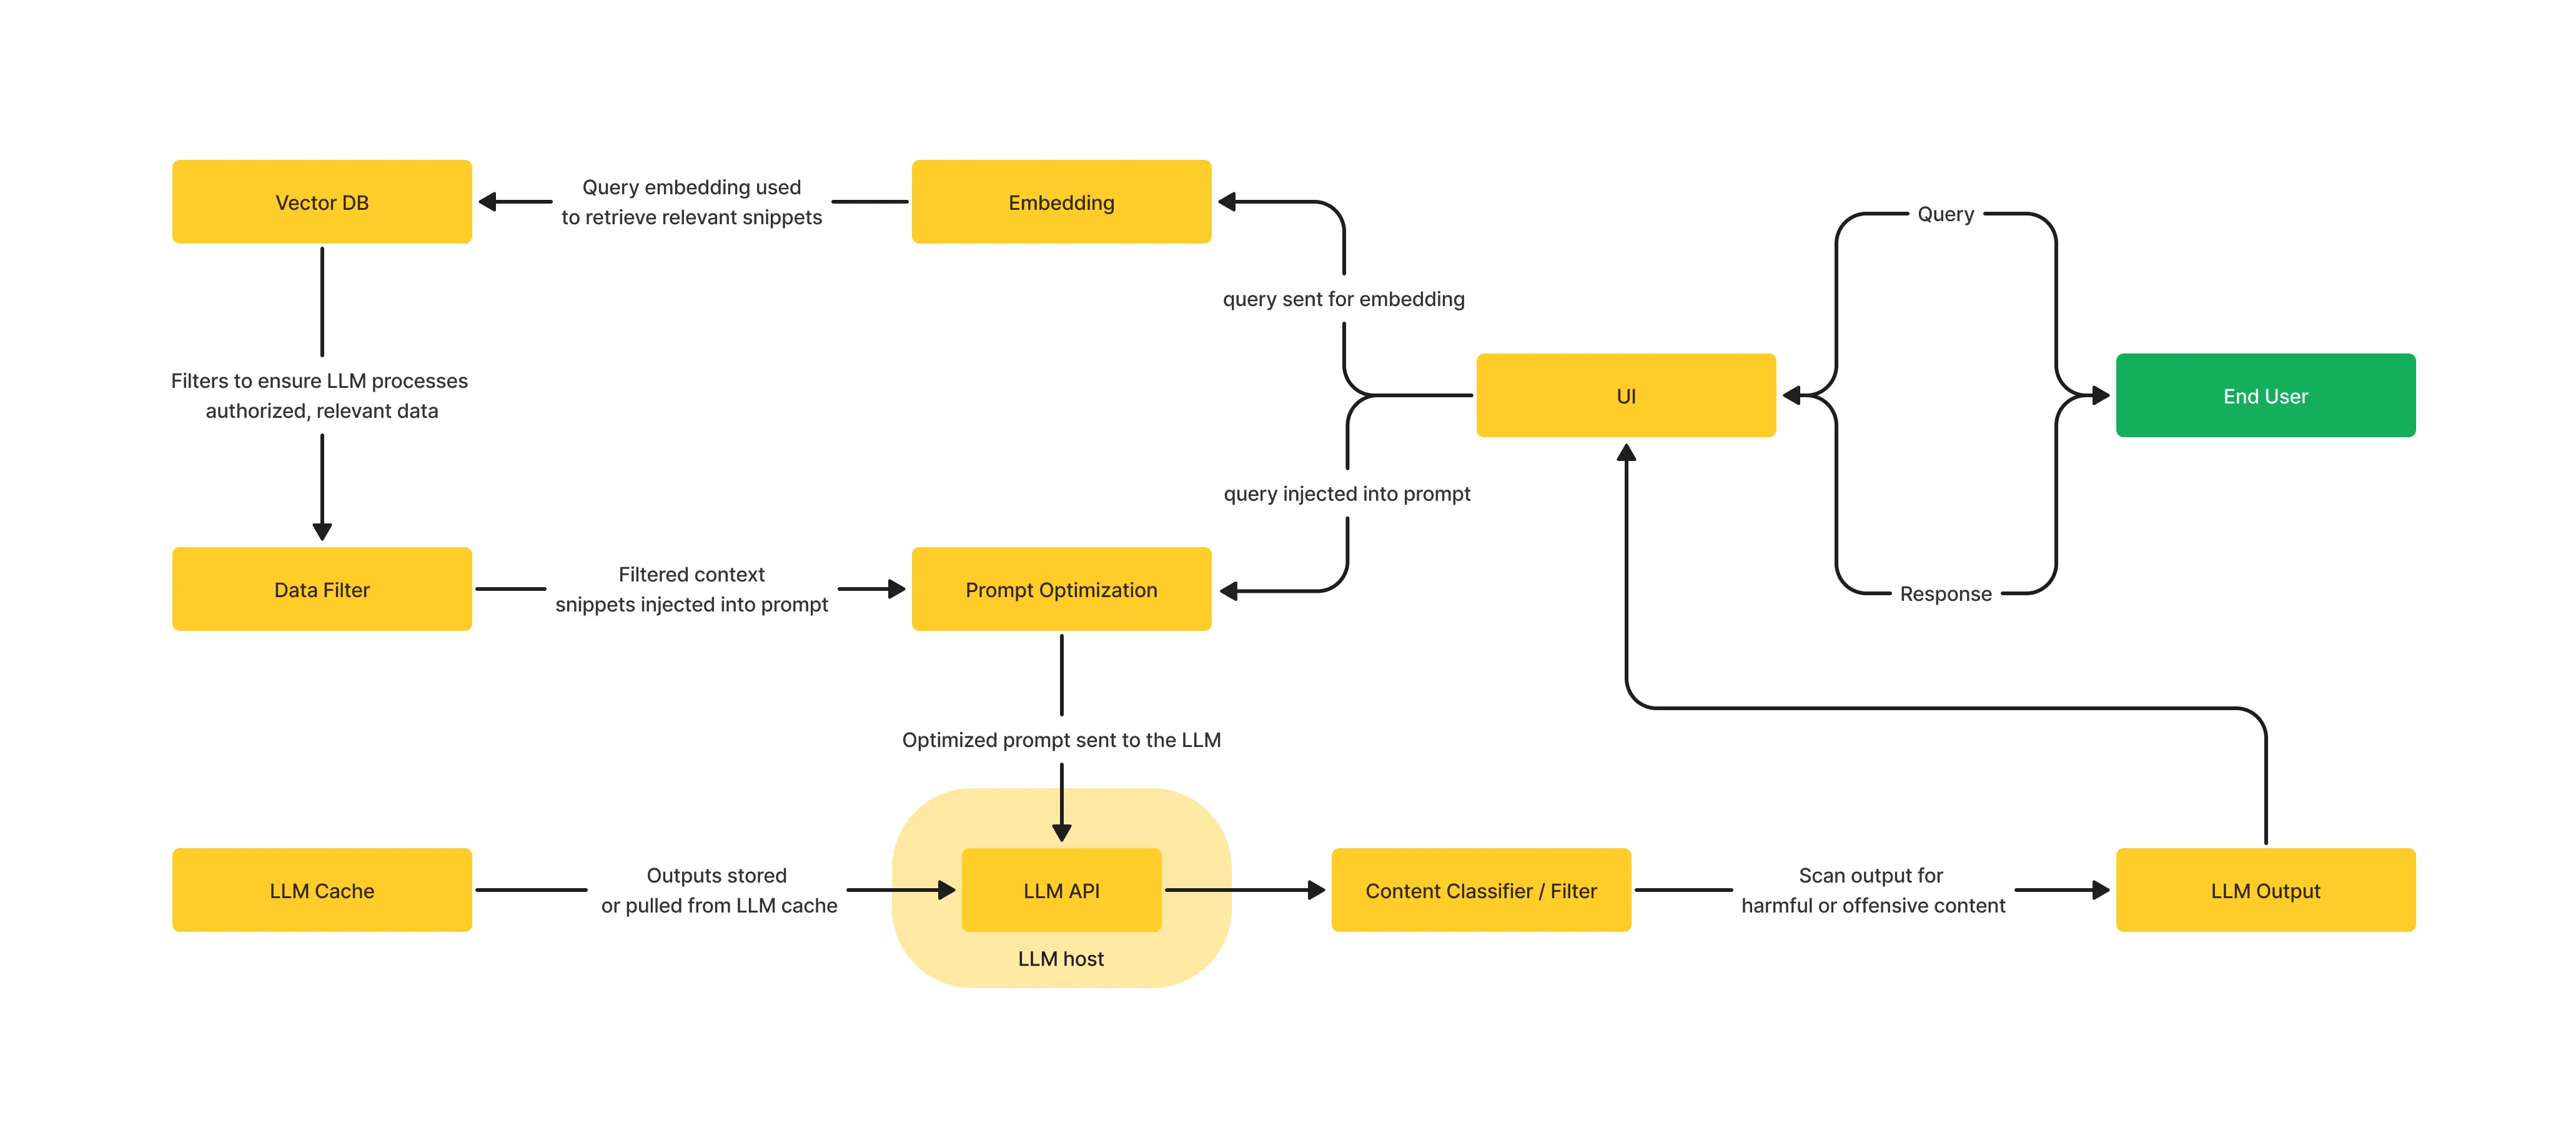 Vector DB
Query embedding used
to retrieve relevant snippets
Embedding
Query
query sent for embedding
Filters to ensure LLM processes
authorized, relevant data
UI
End User
query injected into prompt
Data Filter
Filtered context
snippets injected into prompt
Prompt Optimization
Response
Optimized prompt sent to the LLM
LLM Cache
Outputs stored
or pulled from LLM cache
LLM API
LLM host
Content Classifier / Filter
Scan output for
harmful or offensive content
LLM Output